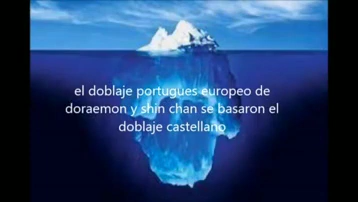 el doblaje portugues europeo de
doraemon y shin chan se basaron el
doblaje castellano